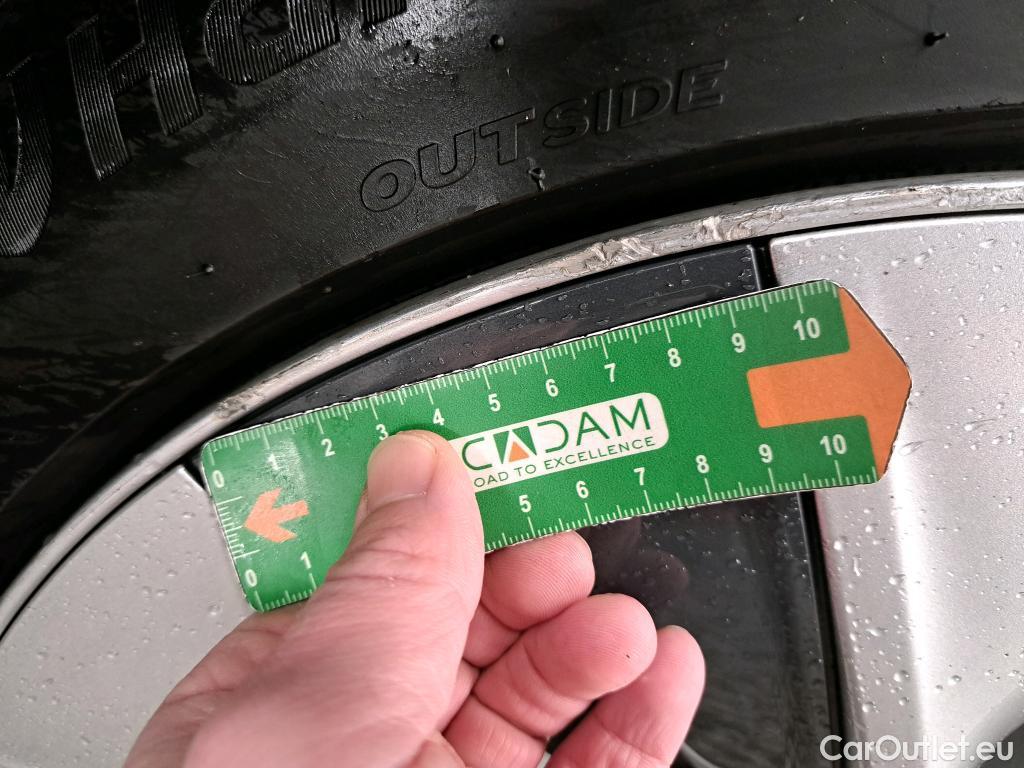 OUTSIDE
0 1 2 3 4 5 6 7 8 9 10
CADAM
OAD TO EXCELLENCE
0 1 5 6 7 8 9 10
CarOutlet.eu